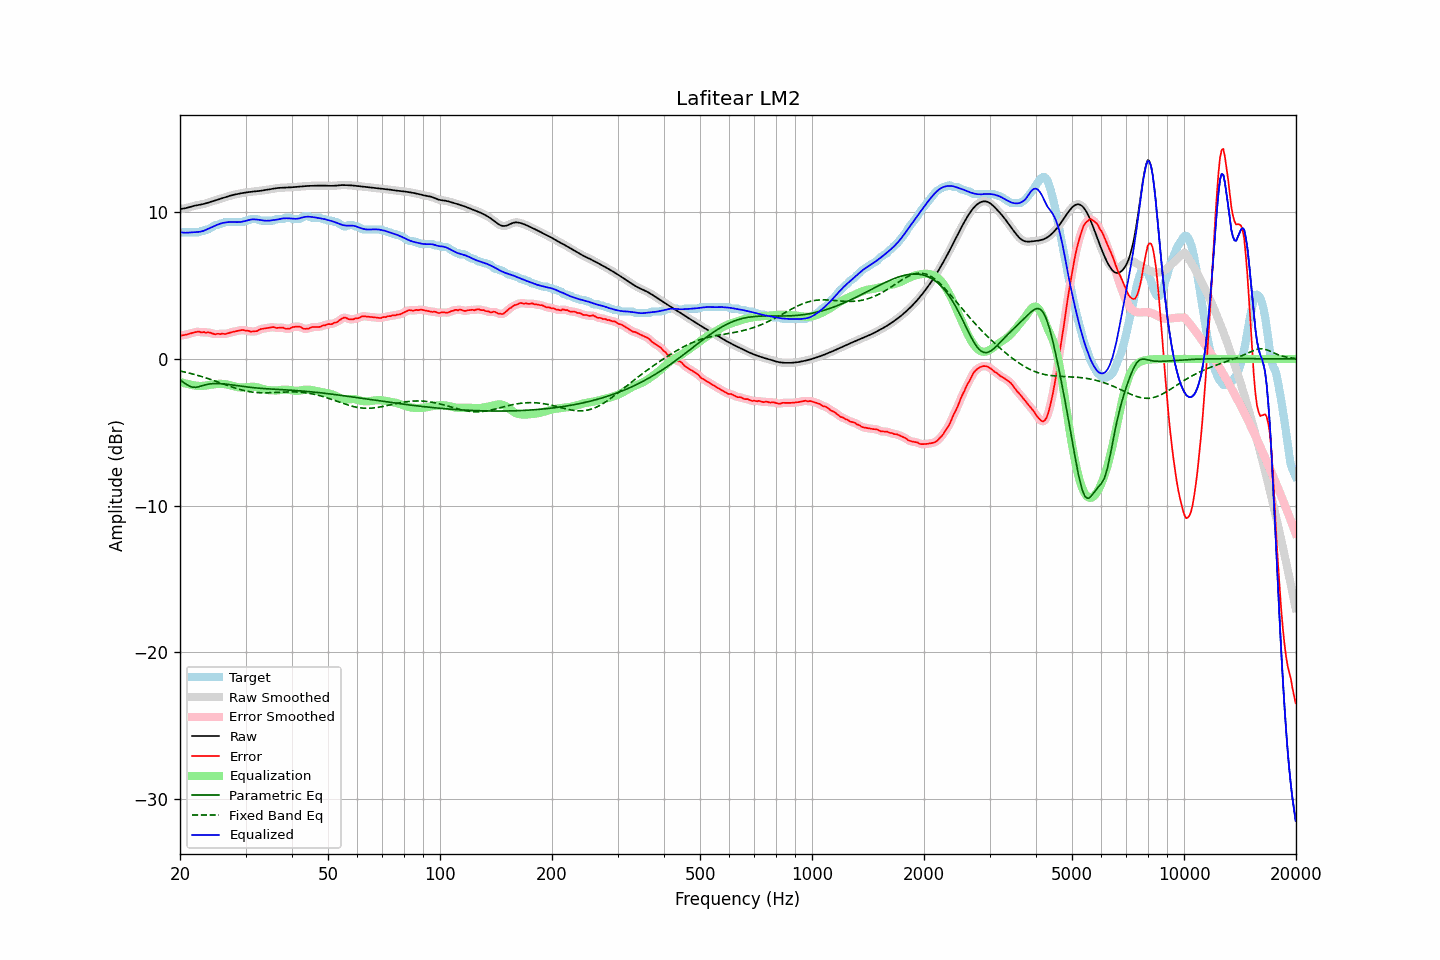 Lafitear LM2
Amplitude (dBr)
10
0
−10
−20
−30
Target
Raw Smoothed
Error Smoothed
Raw
Error
Equalization
Parametric Eq
Fixed Band Eq
Equalized
20 50 100 200 500 1000 2000 5000 10000 20000
Frequency (Hz)